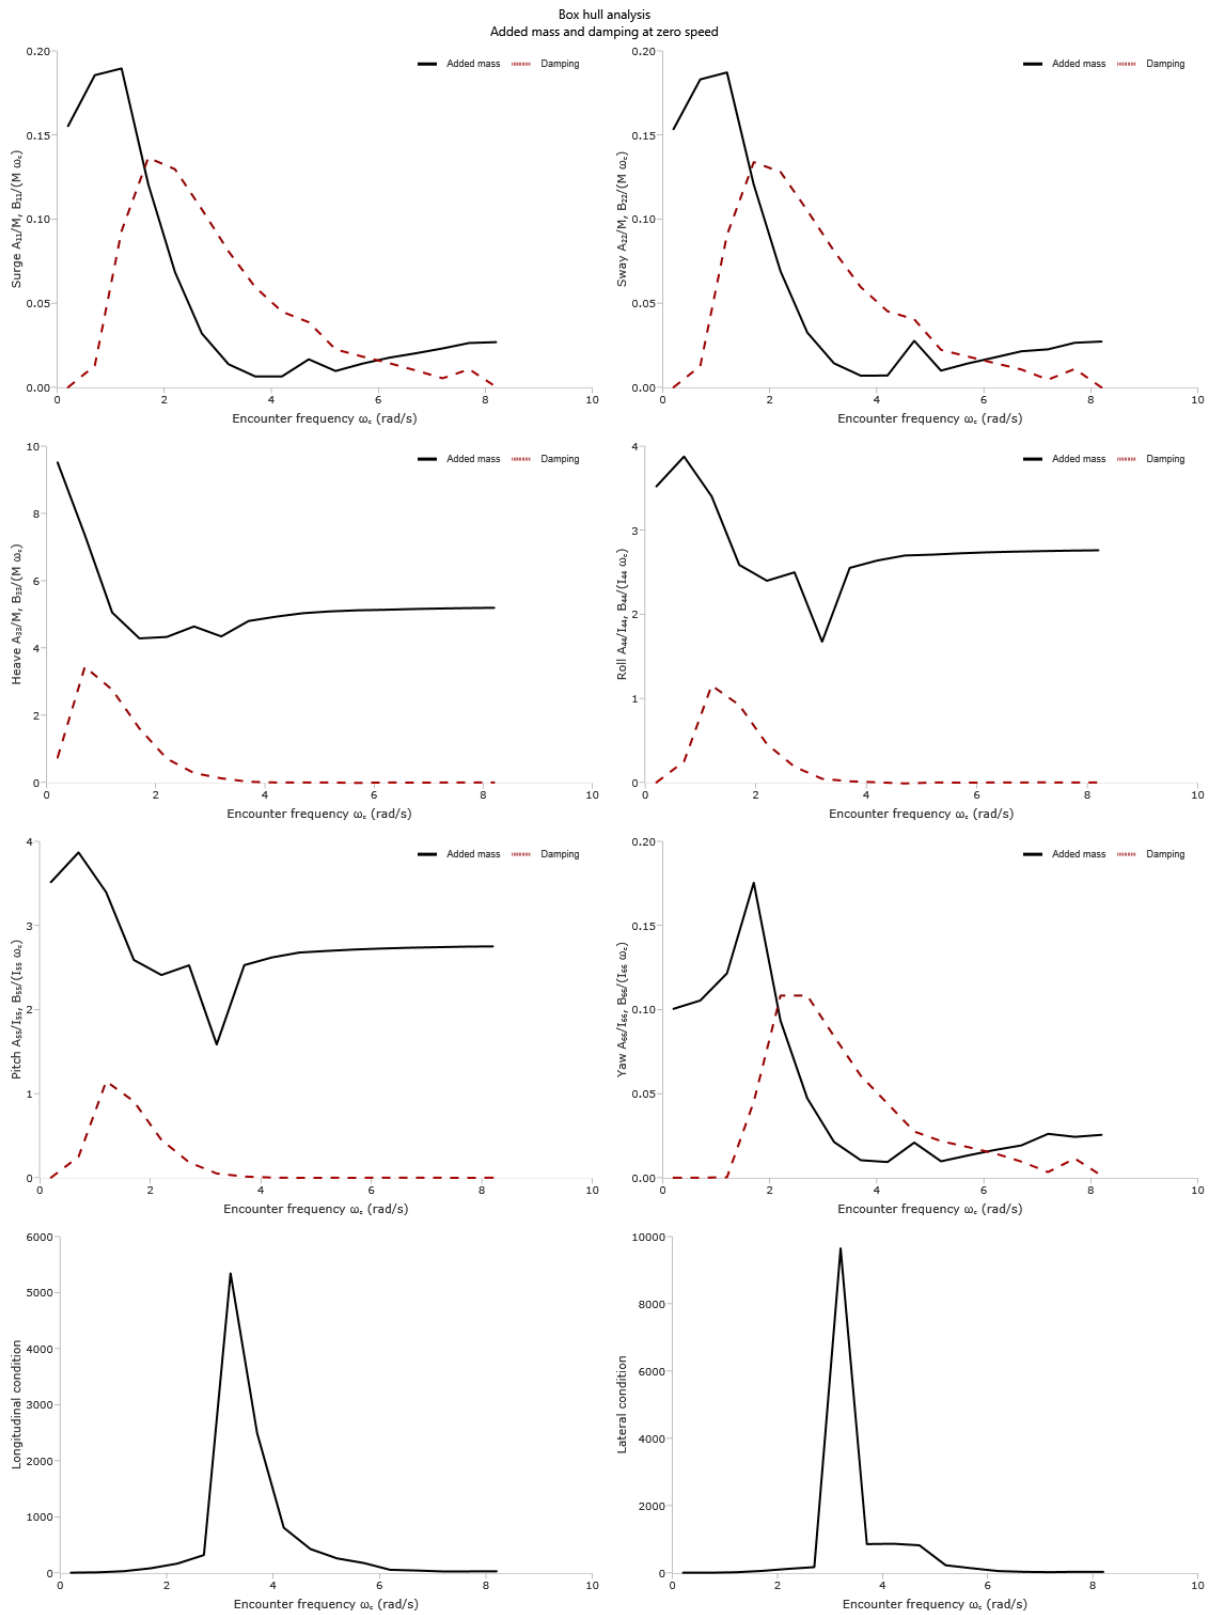 Box hull analysis
Added mass and damping at zero speed
Surge A₁₁/M, B₁₁/(M ωₑ)
0.20
0.15
0.10
0.05
0.00
Added mass Damping
0 2 4 6 8 10
Encounter frequency ωₑ (rad/s)
Sway A₂₂/M, B₂₂/(M ωₑ)
0.20
0.15
0.10
0.05
0.00
Added mass Damping
0 2 4 6 8 10
Encounter frequency ωₑ (rad/s)
Heave A₃₃/M, B₃₃/(M ωₑ)
10
8
6
4
2
0
Added mass Damping
0 2 4 6 8 10
Encounter frequency ωₑ (rad/s)
Roll A₄₄/I₄₄, B₄₄/(I₄₄ ωₑ)
4
3
2
1
0
Added mass Damping
0 2 4 6 8 10
Encounter frequency ωₑ (rad/s)
Pitch A₅₅/I₅₅, B₅₅/(I₅₅ ωₑ)
4
3
2
1
0
Added mass Damping
0 2 4 6 8 10
Encounter frequency ωₑ (rad/s)
Yaw A₆₆/I₆₆, B₆₆/(I₆₆ ωₑ)
0.20
0.15
0.10
0.05
0.00
Added mass Damping
0 2 4 6 8 10
Encounter frequency ωₑ (rad/s)
Longitudinal condition
6000
5000
4000
3000
2000
1000
0
0 2 4 6 8 10
Encounter frequency ωₑ (rad/s)
Lateral condition
10000
8000
6000
4000
2000
0
0 2 4 6 8 10
Encounter frequency ωₑ (rad/s)